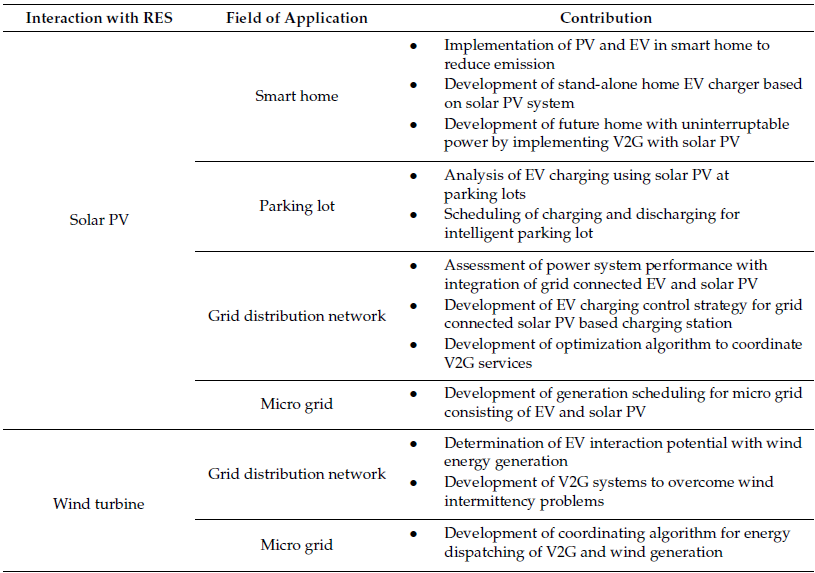 Interaction with RES Field of Application Contribution
Solar PV
Smart home
● Implementation of PV and EV in smart home to
reduce emission
● Development of stand-alone home EV charger based
on solar PV system
● Development of future home with uninterruptable
power by implementing V2G with solar PV
Parking lot
● Analysis of EV charging using solar PV at
parking lots
● Scheduling of charging and discharging for
intelligent parking lot
Grid distribution network
● Assessment of power system performance with
integration of grid connected EV and solar PV
● Development of EV charging control strategy for grid
connected solar PV based charging station
● Development of optimization algorithm to coordinate
V2G services
Micro grid
● Development of generation scheduling for micro grid
consisting of EV and solar PV
Wind turbine
Grid distribution network
● Determination of EV interaction potential with wind
energy generation
● Development of V2G systems to overcome wind
intermittency problems
Micro grid
● Development of coordinating algorithm for energy
dispatching of V2G and wind generation